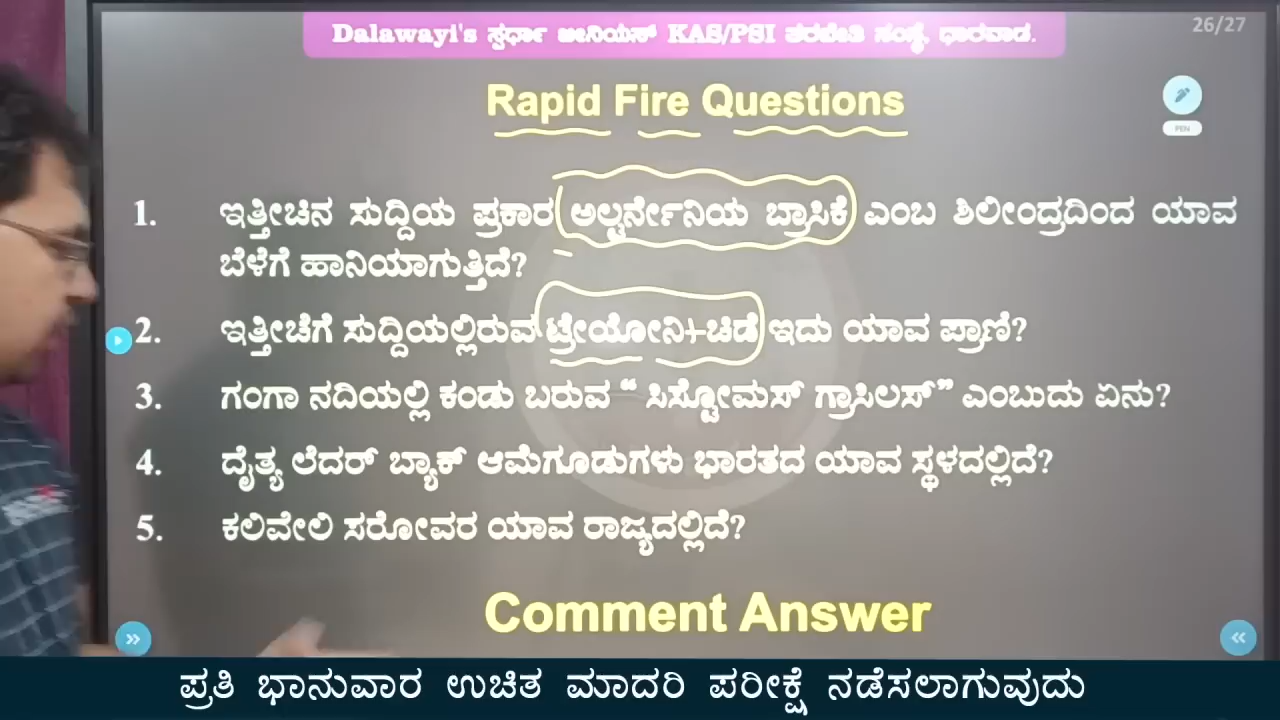 Dalawayi's ಸ್ಪರ್ಧಾ ಜೀನಿಯಸ್ KAS/PSI ತರಬೇತಿ ಸಂಸ್ಥೆ, ಧಾರವಾಡ.
26/27
Rapid Fire Questions
PEN
1. ಇತ್ತೀಚಿನ ಸುದ್ದಿಯ ಪ್ರಕಾರ ಅಲ್ಟರ್ನೇನಿಯ ಬ್ರಾಸಿಕೆ ಎಂಬ ಶಿಲೀಂದ್ರದಿಂದ ಯಾವ
ಬೆಳೆಗೆ ಹಾನಿಯಾಗುತ್ತಿದೆ?
2. ಇತ್ತೀಚೆಗೆ ಸುದ್ದಿಯಲ್ಲಿರುವ ಟ್ರೇಯೋನಿ+ಚಿಡೆ ಇದು ಯಾವ ಪ್ರಾಣಿ?
3. ಗಂಗಾ ನದಿಯಲ್ಲಿ ಕಂಡು ಬರುವ “ ಸಿಸ್ಟೋಮಸ್ ಗ್ರಾಸಿಲಸ್” ಎಂಬುದು ಏನು?
4. ದೈತ್ಯ ಲೆದರ್ ಬ್ಯಾಕ್ ಆಮೆಗೂಡುಗಳು ಭಾರತದ ಯಾವ ಸ್ಥಳದಲ್ಲಿದೆ?
5. ಕಲಿವೇಲಿ ಸರೋವರ ಯಾವ ರಾಜ್ಯದಲ್ಲಿದೆ?
Comment Answer
ಪ್ರತಿ ಭಾನುವಾರ ಉಚಿತ ಮಾದರಿ ಪರೀಕ್ಷೆ ನಡೆಸಲಾಗುವುದು